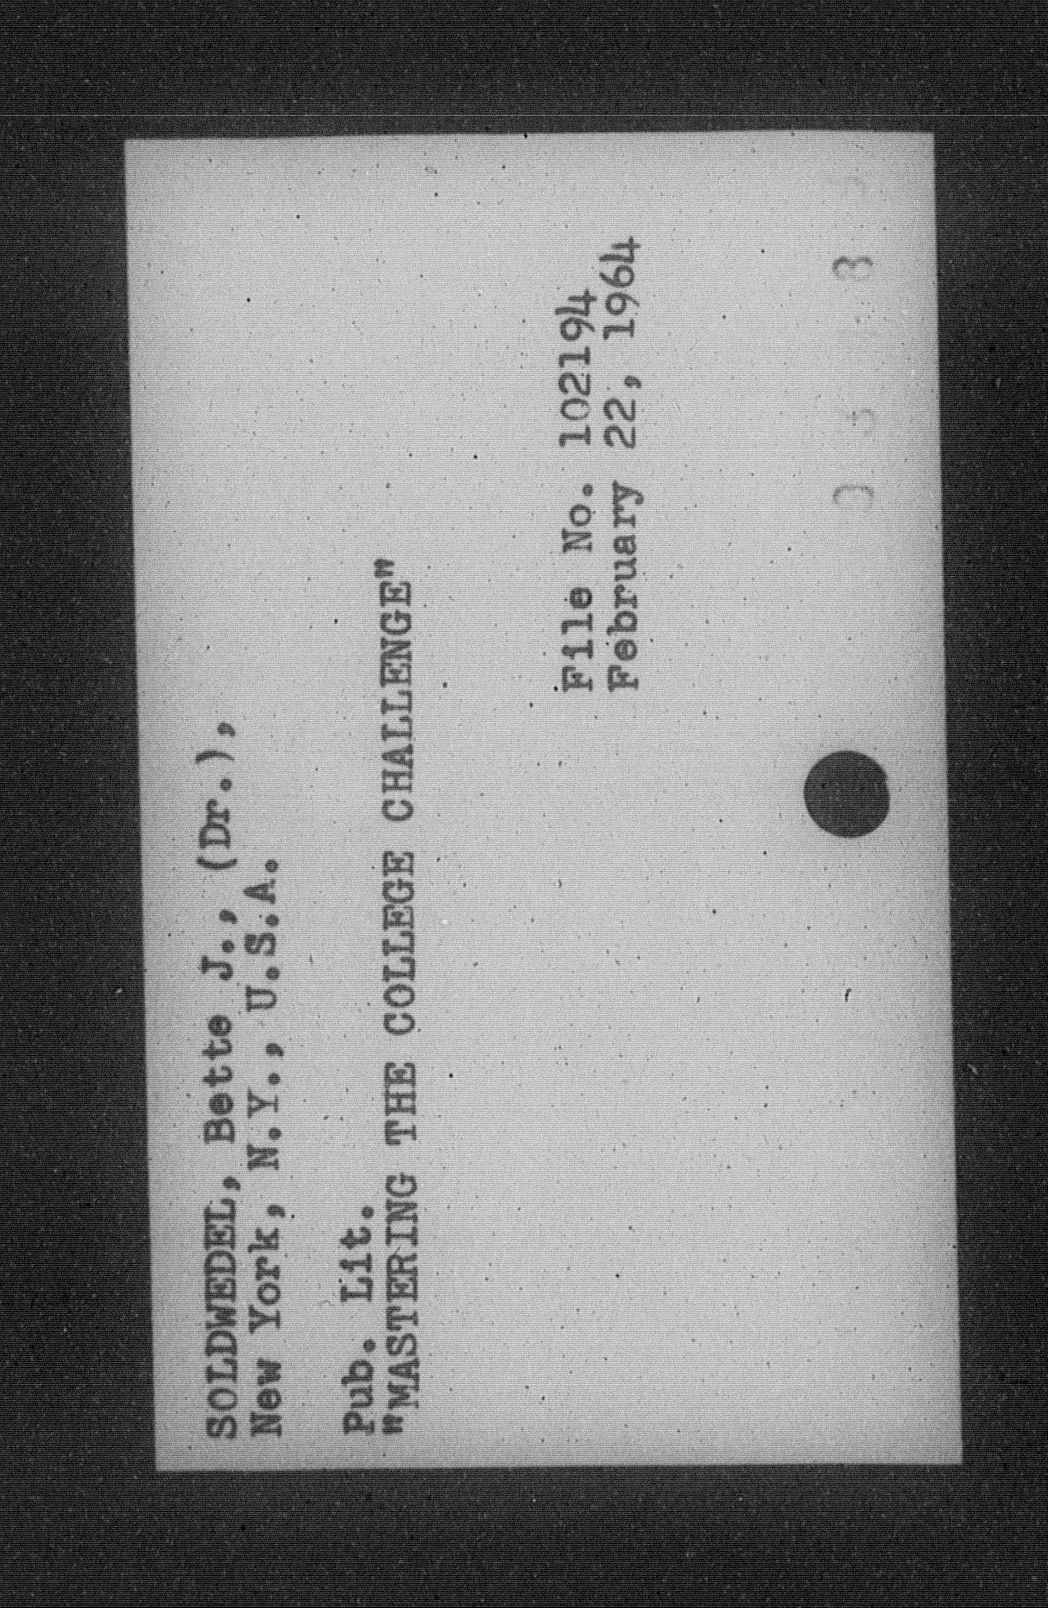 SOLDWEDEL, Bette J., (Dr.),
New York, N.Y., U.S.A.
Pub. Lit.
"MASTERING THE COLLEGE CHALLENGE"
File No. 102194
February 22, 1964